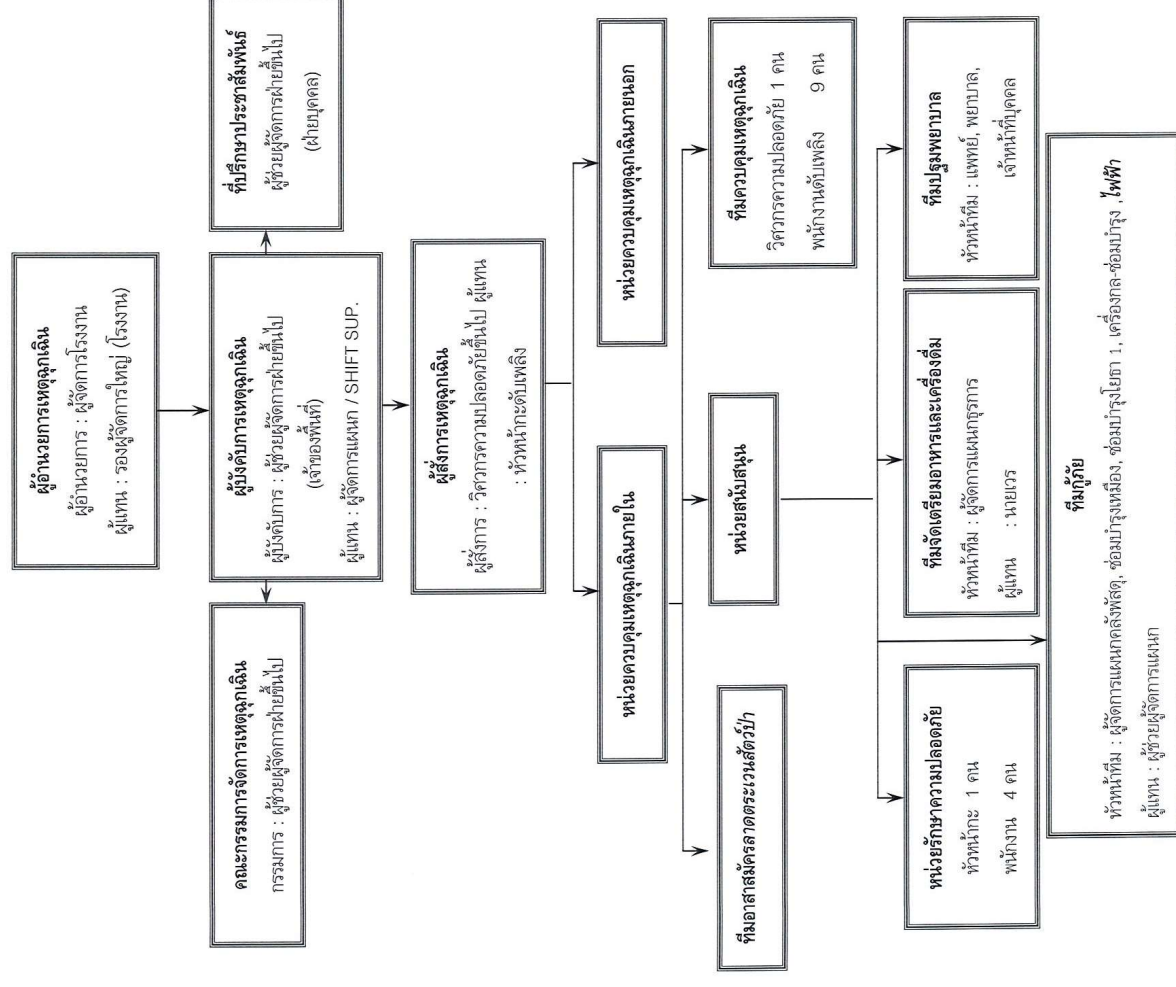 ผู้อำนวยการเหตุฉุกเฉิน
ผู้อำนวยการ : ผู้จัดการโรงงาน
ผู้แทน : รองผู้จัดการใหญ่ (โรงงาน)
คณะกรรมการจัดการเหตุฉุกเฉิน
กรรมการ : ผู้ช่วยผู้จัดการฝ่ายขึ้นไป
ผู้บังคับการเหตุฉุกเฉิน
ผู้บังคับการ : ผู้ช่วยผู้จัดการฝ่ายขึ้นไป
(เจ้าของพื้นที่)
ผู้แทน : ผู้จัดการแผนก / SHIFT SUP.
ที่ปรึกษาประชาสัมพันธ์
ผู้ช่วยผู้จัดการฝ่ายขึ้นไป
(ฝ่ายบุคคล)
ผู้สั่งการเหตุฉุกเฉิน
ผู้สั่งการ : วิศวกรความปลอดภัยขึ้นไป ผู้แทน
: หัวหน้ากะดับเพลิง
หน่วยควบคุมเหตุฉุกเฉินภายใน
หน่วยควบคุมเหตุฉุกเฉินภายนอก
ทีมอาสาสมัครลาดตระเวนสัตว์ป่า
หน่วยสนับสนุน
ทีมควบคุมเหตุฉุกเฉิน
วิศวกรความปลอดภัย 1 คน
พนักงานดับเพลิง 9 คน
หน่วยรักษาความปลอดภัย
หัวหน้ากะ 1 คน
พนักงาน 4 คน
ทีมจัดเตรียมอาหารและเครื่องดื่ม
หัวหน้าทีม : ผู้จัดการแผนกธุรการ
ผู้แทน : นายเวร
ทีมปฐมพยาบาล
หัวหน้าทีม : แพทย์, พยาบาล,
เจ้าหน้าที่บุคคล
ทีมกู้ภัย
หัวหน้าทีม : ผู้จัดการแผนกคลังพัสดุ, ซ่อมบำรุงเหมือง, ซ่อมบำรุงโยธา 1, เครื่องกล-ซ่อมบำรุง ,ไฟฟ้า
ผู้แทน : ผู้ช่วยผู้จัดการแผนก